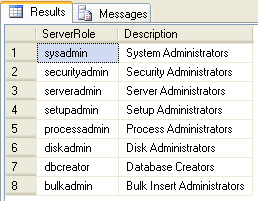 Results Messages
ServerRole Description
1 sysadmin System Administrators
2 securityadmin Security Administrators
3 serveradmin Server Administrators
4 setupadmin Setup Administrators
5 processadmin Process Administrators
6 diskadmin Disk Administrators
7 dbcreator Database Creators
8 bulkadmin Bulk Insert Administrators